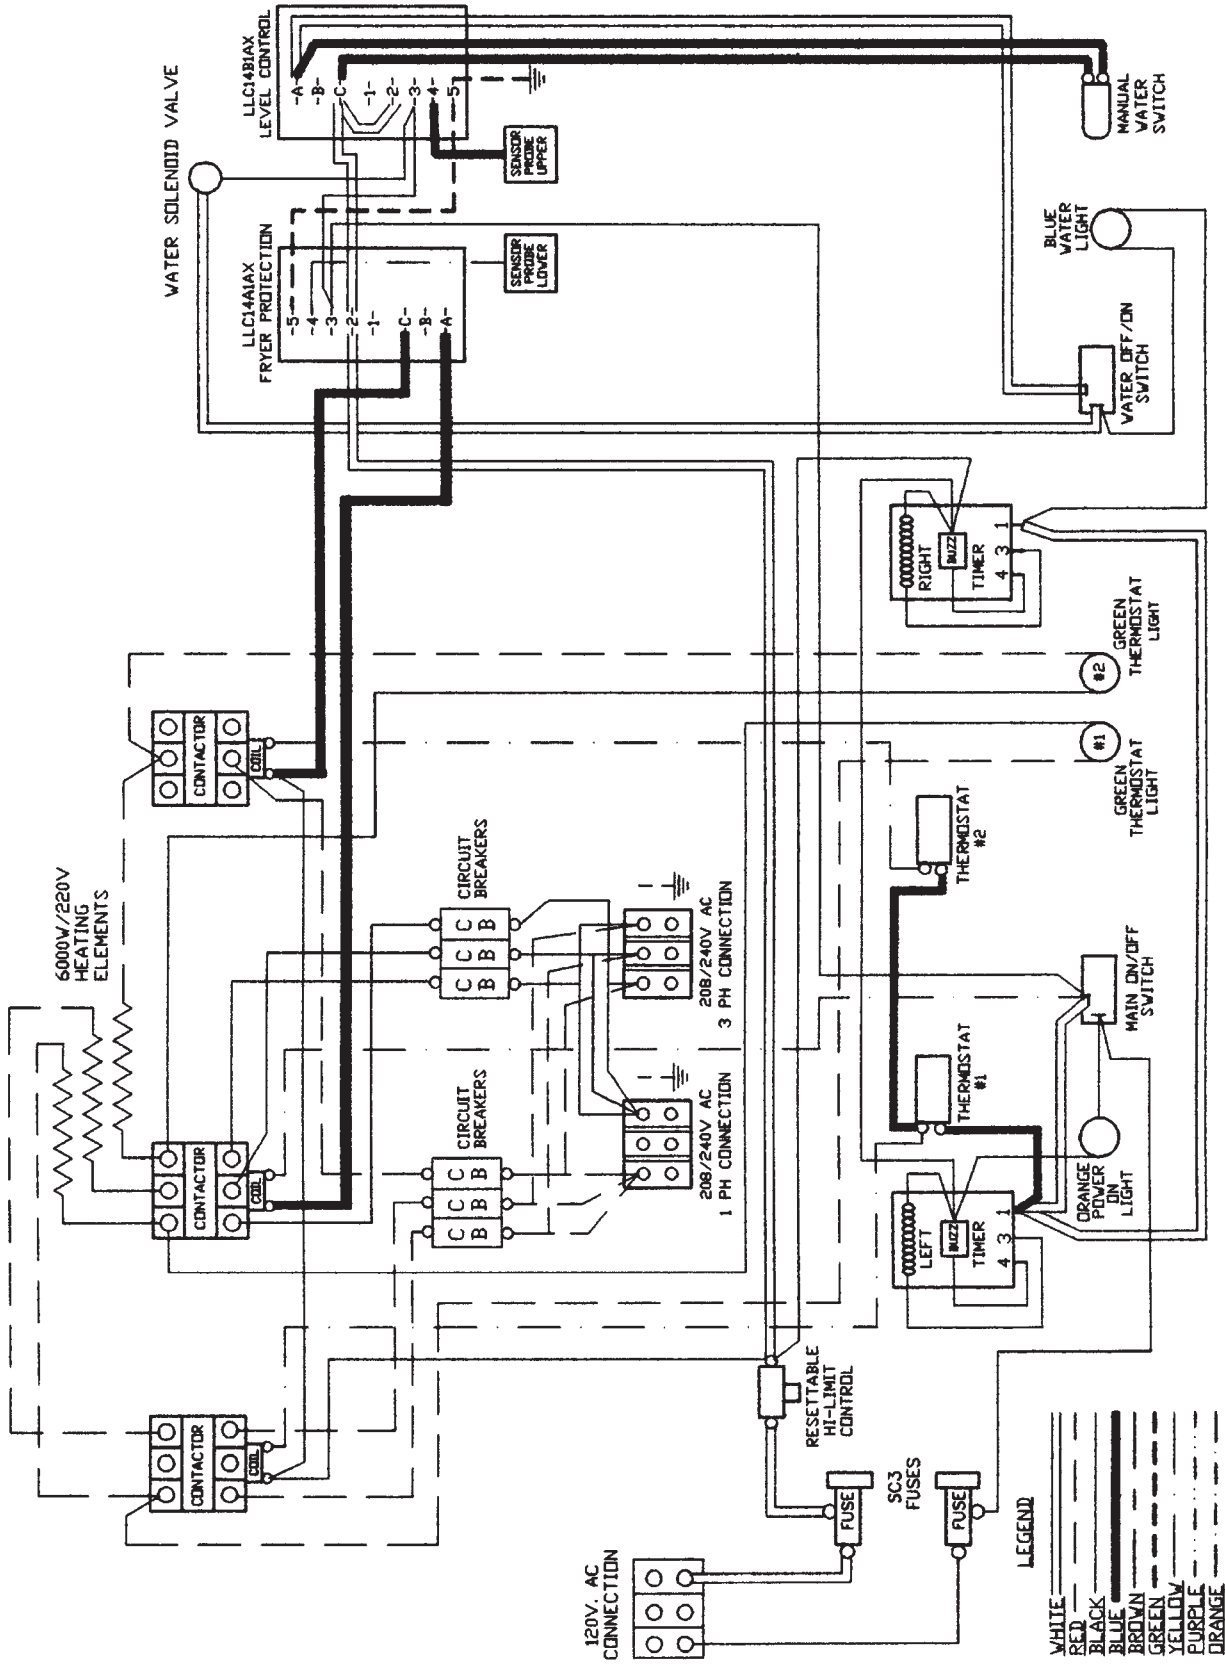 WATER SOLENOID VALVE
LLC14B1AX
LEVEL CONTROL
-A-
-B-
-C-
-1-
-2-
-3-
-4-
-5-
SENSOR
PROBE
UPPER
MANUAL
WATER
SWITCH
LLC14A1AX
FRYER PROTECTION
-5-
-4-
-3-
-2-
-1-
-C-
-B-
-A-
SENSOR
PROBE
LOWER
BLUE
WATER
LIGHT
WATER OFF/ON
SWITCH
RIGHT
BUZZ
TIMER
4 3 1
#2
GREEN
THERMOSTAT
LIGHT
#1
GREEN
THERMOSTAT
LIGHT
CONTACTOR
COIL
6000W/220V
HEATING
ELEMENTS
CIRCUIT
BREAKERS
C B
C B
C B
208/240V AC
3 PH CONNECTION
THERMOSTAT
#2
MAIN ON/OFF
SWITCH
CONTACTOR
COIL
CIRCUIT
BREAKERS
C B
C B
C B
208/240V AC
1 PH CONNECTION
THERMOSTAT
#1
ORANGE
POWER
ON
LIGHT
LEFT
BUZZ
TIMER
4 3 1
CONTACTOR
COIL
RESETTABLE
HI-LIMIT
CONTROL
120V. AC
CONNECTION
FUSE
SC3
FUSES
FUSE
LEGEND
WHITE
RED
BLACK
BLUE
BROWN
GREEN
YELLOW
PURPLE
ORANGE